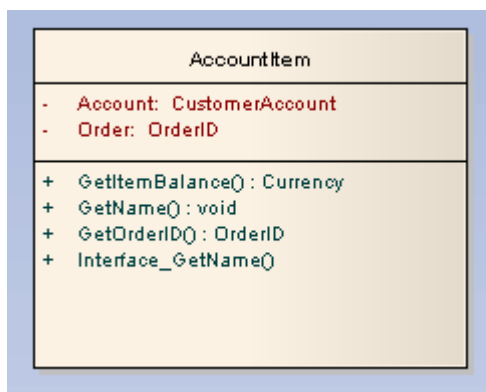 AccountItem
- Account: CustomerAccount
- Order: OrderID
+ GetItemBalance() : Currency
+ GetName() : void
+ GetOrderID() : OrderID
+ Interface_GetName()